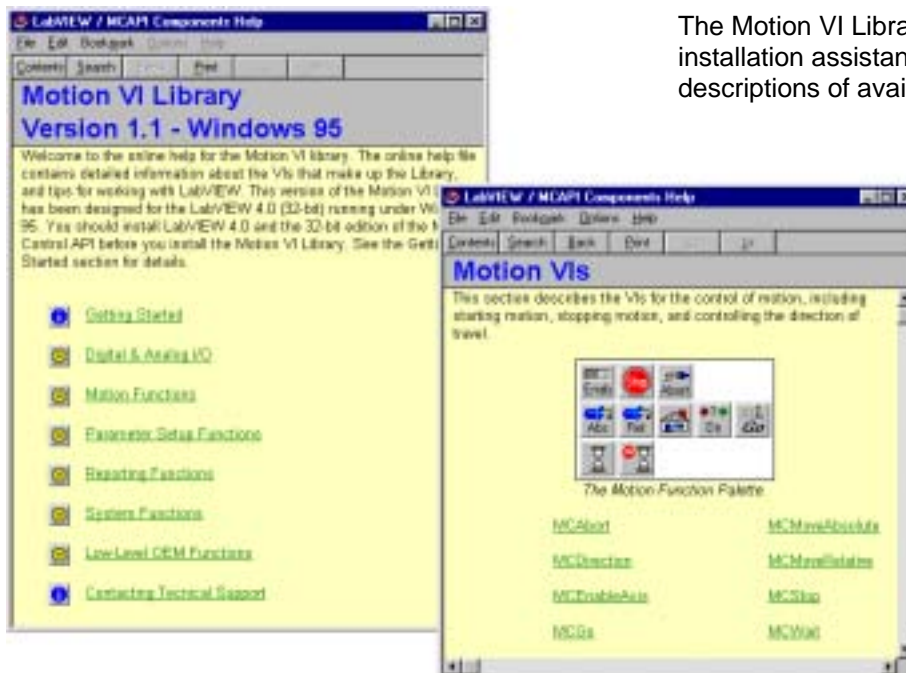 The Motion VI Libra
installation assistan
descriptions of avai
LabVIEW / MCAPI Components Help
File Edit Bookmark Options Help
Contents Search Print
Motion VI Library
Version 1.1 - Windows 95
Welcome to the online help for the Motion VI library. The online help file
contains detailed information about the VIs that make up the Library,
and tips for working with LabVIEW. This version of the Motion VI L
has been designed for the LabVIEW 4.0 (32-bit) running under Wi
95. You should install LabVIEW 4.0 and the 32-bit edition of the M
Control API before you install the Motion VI Library. See the Getti
Started section for details.
Getting Started
Digital & Analog I/O
Motion Functions
Parameter Setup Functions
Reporting Functions
System Functions
Low-Level OEM Functions
Contacting Technical Support
LabVIEW / MCAPI Components Help
File Edit Bookmark Options Help
Contents Search Back Print
Motion VIs
This section describes the VIs for the control of motion, including
starting motion, stopping motion, and controlling the direction of
travel.
Stop Abort
Abs Rel On Go
The Motion Function Palette
MCAbort MCMoveAbsolute
MCDirection MCMoveRelative
MCEnableAxis MCStop
MCGo MCWait